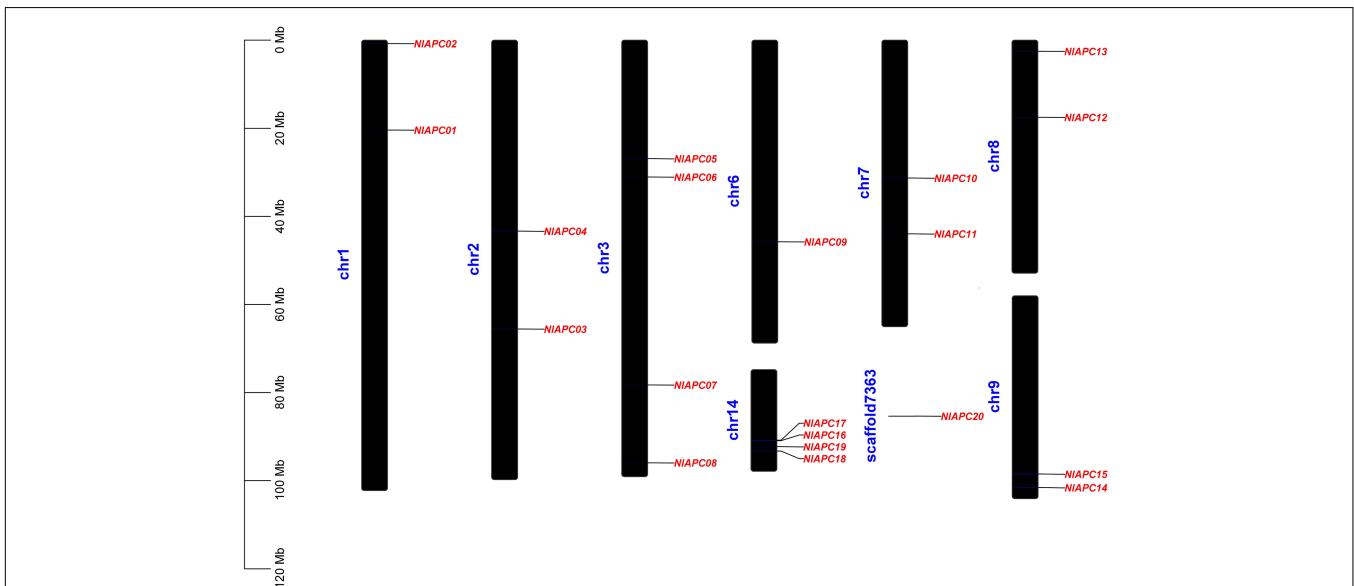 0 Mb
20 Mb
40 Mb
60 Mb
80 Mb
100 Mb
120 Mb
chr1
NlAPC02
NlAPC01
chr2
NlAPC04
NlAPC03
chr3
NlAPC05
NlAPC06
NlAPC07
NlAPC08
chr6
NlAPC09
chr14
NlAPC17
NlAPC16
NlAPC19
NlAPC18
chr7
NlAPC10
NlAPC11
scaffold7363
NlAPC20
chr8
NlAPC13
NlAPC12
chr9
NlAPC15
NlAPC14